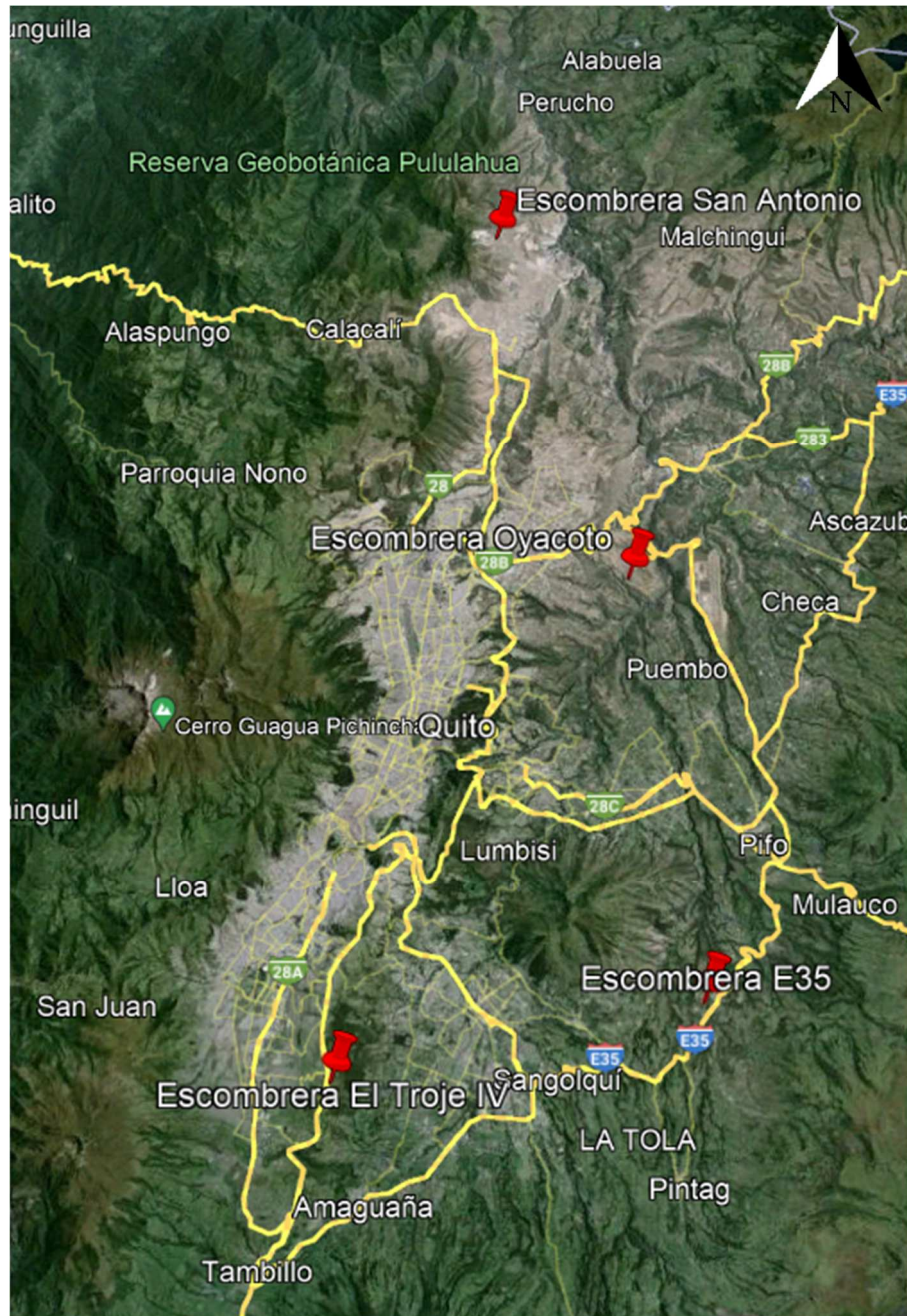 unguilla
Alabuela
Perucho
N
Reserva Geobotánica Pululahua
alito
Escombrera San Antonio
Malchingui
Alaspungo
Calacalí
28B
E35
283
Parroquia Nono
28
Ascazub
Escombrera Oyacoto
28B
Checa
Puembo
Cerro Guagua Pichincha
Quito
inguil
28C
Lumbisi
Pifo
Lloa
Mulauco
28A
Escombrera E35
San Juan
E35
E35
Sangolquí
Escombrera El Troje IV
LA TOLA
Pintag
Amaguaña
Tambillo